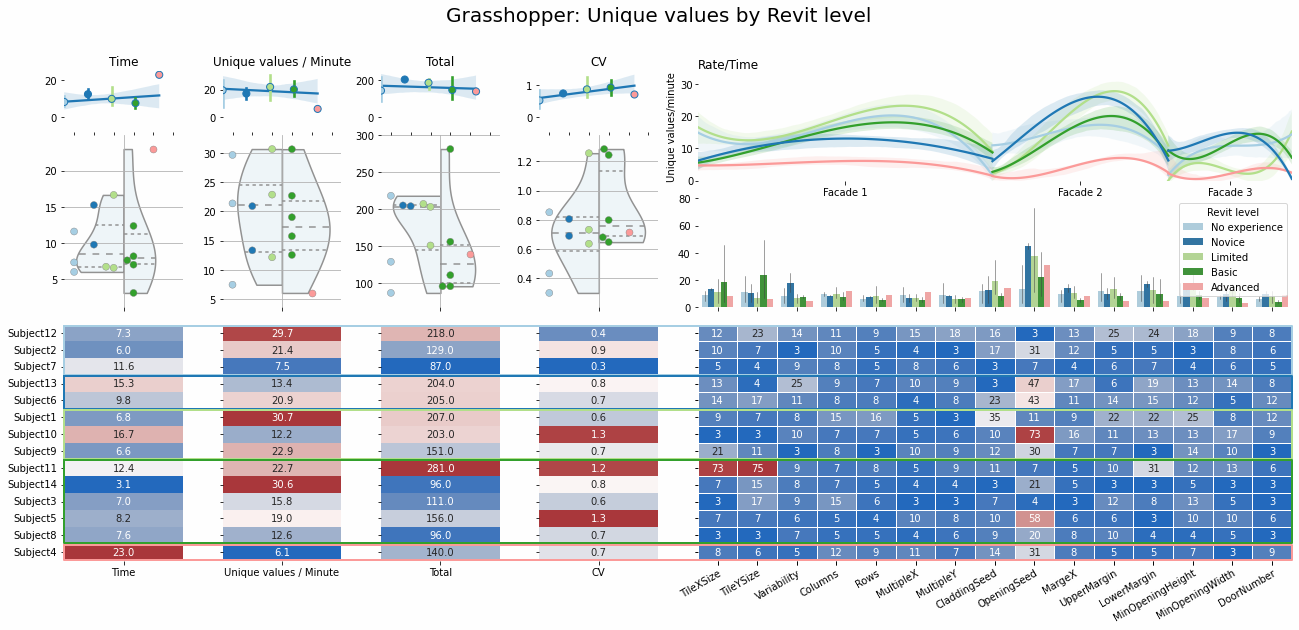 Grasshopper: Unique values by Revit level
Time
Unique values / Minute
Total
CV
Rate/Time
20
0
20
0
200
0
1
0
Unique values/minute
30
20
10
0
Facade 1
Facade 2
Facade 3
20
15
10
5
30
25
20
15
10
5
300
250
200
150
100
1.2
1.0
0.8
0.6
0.4
80
60
40
20
0
Revit level
No experience
Novice
Limited
Basic
Advanced
Subject12 7.3 29.7 218.0 0.4 12 23 14 11 9 15 18 16 3 13 25 24 18 9 8
Subject2 6.0 21.4 129.0 0.9 10 7 3 10 5 4 3 17 31 12 5 5 3 8 6
Subject7 11.6 7.5 87.0 0.3 5 4 9 8 5 8 6 3 7 4 6 7 4 6 5
Subject13 15.3 13.4 204.0 0.8 13 4 25 9 7 10 9 3 47 17 6 19 13 14 8
Subject6 9.8 20.9 205.0 0.7 14 17 11 8 8 4 8 23 43 11 14 15 12 5 12
Subject1 6.8 30.7 207.0 0.6 9 7 8 15 16 5 3 35 11 9 22 22 25 8 12
Subject10 16.7 12.2 203.0 1.3 3 3 10 7 7 5 6 10 73 16 11 13 13 17 9
Subject9 6.6 22.9 151.0 0.7 21 11 3 8 3 10 9 12 30 7 7 3 14 10 3
Subject11 12.4 22.7 281.0 1.2 73 75 9 7 8 5 9 11 7 5 10 31 12 13 6
Subject14 3.1 30.6 96.0 0.8 7 15 8 7 5 4 4 3 21 5 3 3 5 3 3
Subject3 7.0 15.8 111.0 0.6 3 17 9 15 6 3 3 7 4 3 12 8 13 5 3
Subject5 8.2 19.0 156.0 1.3 7 7 6 5 4 10 8 10 58 6 6 3 10 10 6
Subject8 7.6 12.6 96.0 0.7 3 3 7 5 5 4 6 9 20 8 10 4 4 5 3
Subject4 23.0 6.1 140.0 0.7 8 6 5 12 9 11 7 14 31 8 5 5 7 3 9
Time
Unique values / Minute
Total
CV
TileXSize
TileYSize
Variability
Columns
Rows
MultipleX
MultipleY
CladdingSeed
OpeningSeed
MargeX
UpperMargin
LowerMargin
MinOpeningHeight
MinOpeningWidth
DoorNumber